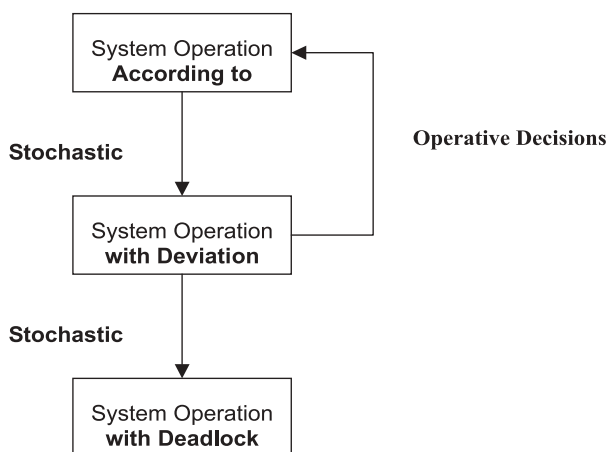 System Operation
According to
Stochastic
Operative Decisions
System Operation
with Deviation
Stochastic
System Operation
with Deadlock